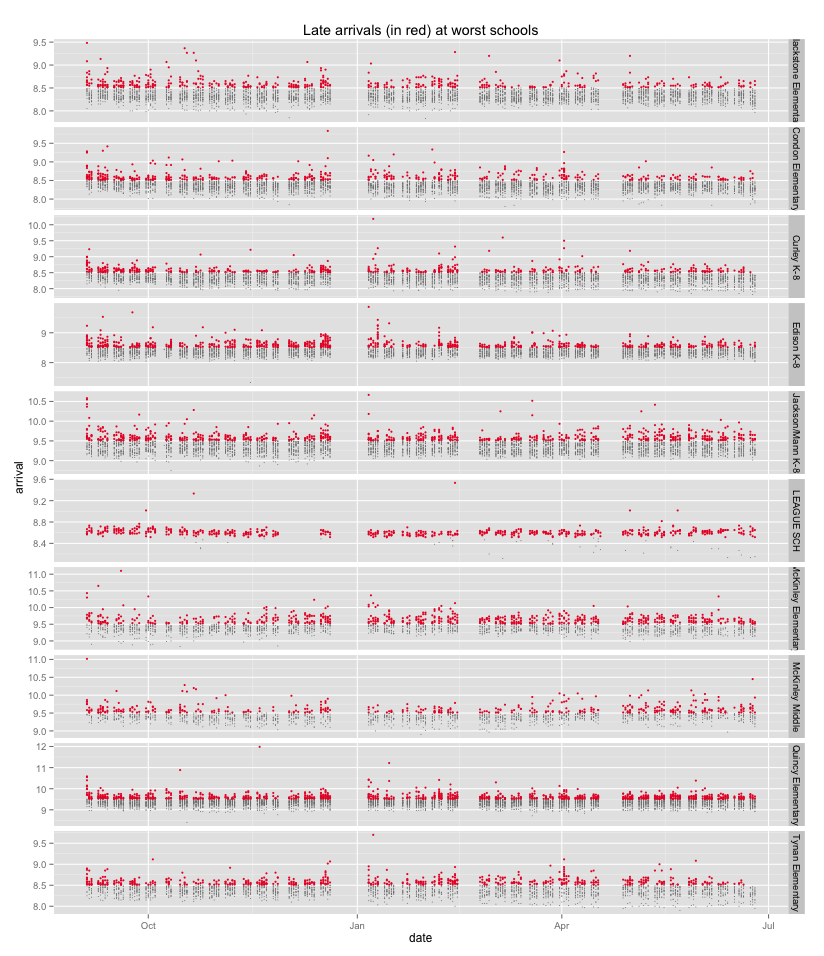 Late arrivals (in red) at worst schools
arrival
9.5
9.0
8.5
8.0
lackstone Elementa
9.5
9.0
8.5
8.0
Condon Elementary
10.0
9.5
9.0
8.5
8.0
Curley K-8
9
8
Edison K-8
10.5
10.0
9.5
9.0
Jackson/Mann K-8
9.6
9.2
8.8
8.4
LEAGUE SCH
11.0
10.5
10.0
9.5
9.0
McKinley Elementar
11.0
10.5
10.0
9.5
9.0
McKinley Middle
12
11
10
9
Quincy Elementary
9.5
9.0
8.5
8.0
Tynan Elementary
Oct
Jan
Apr
Jul
date